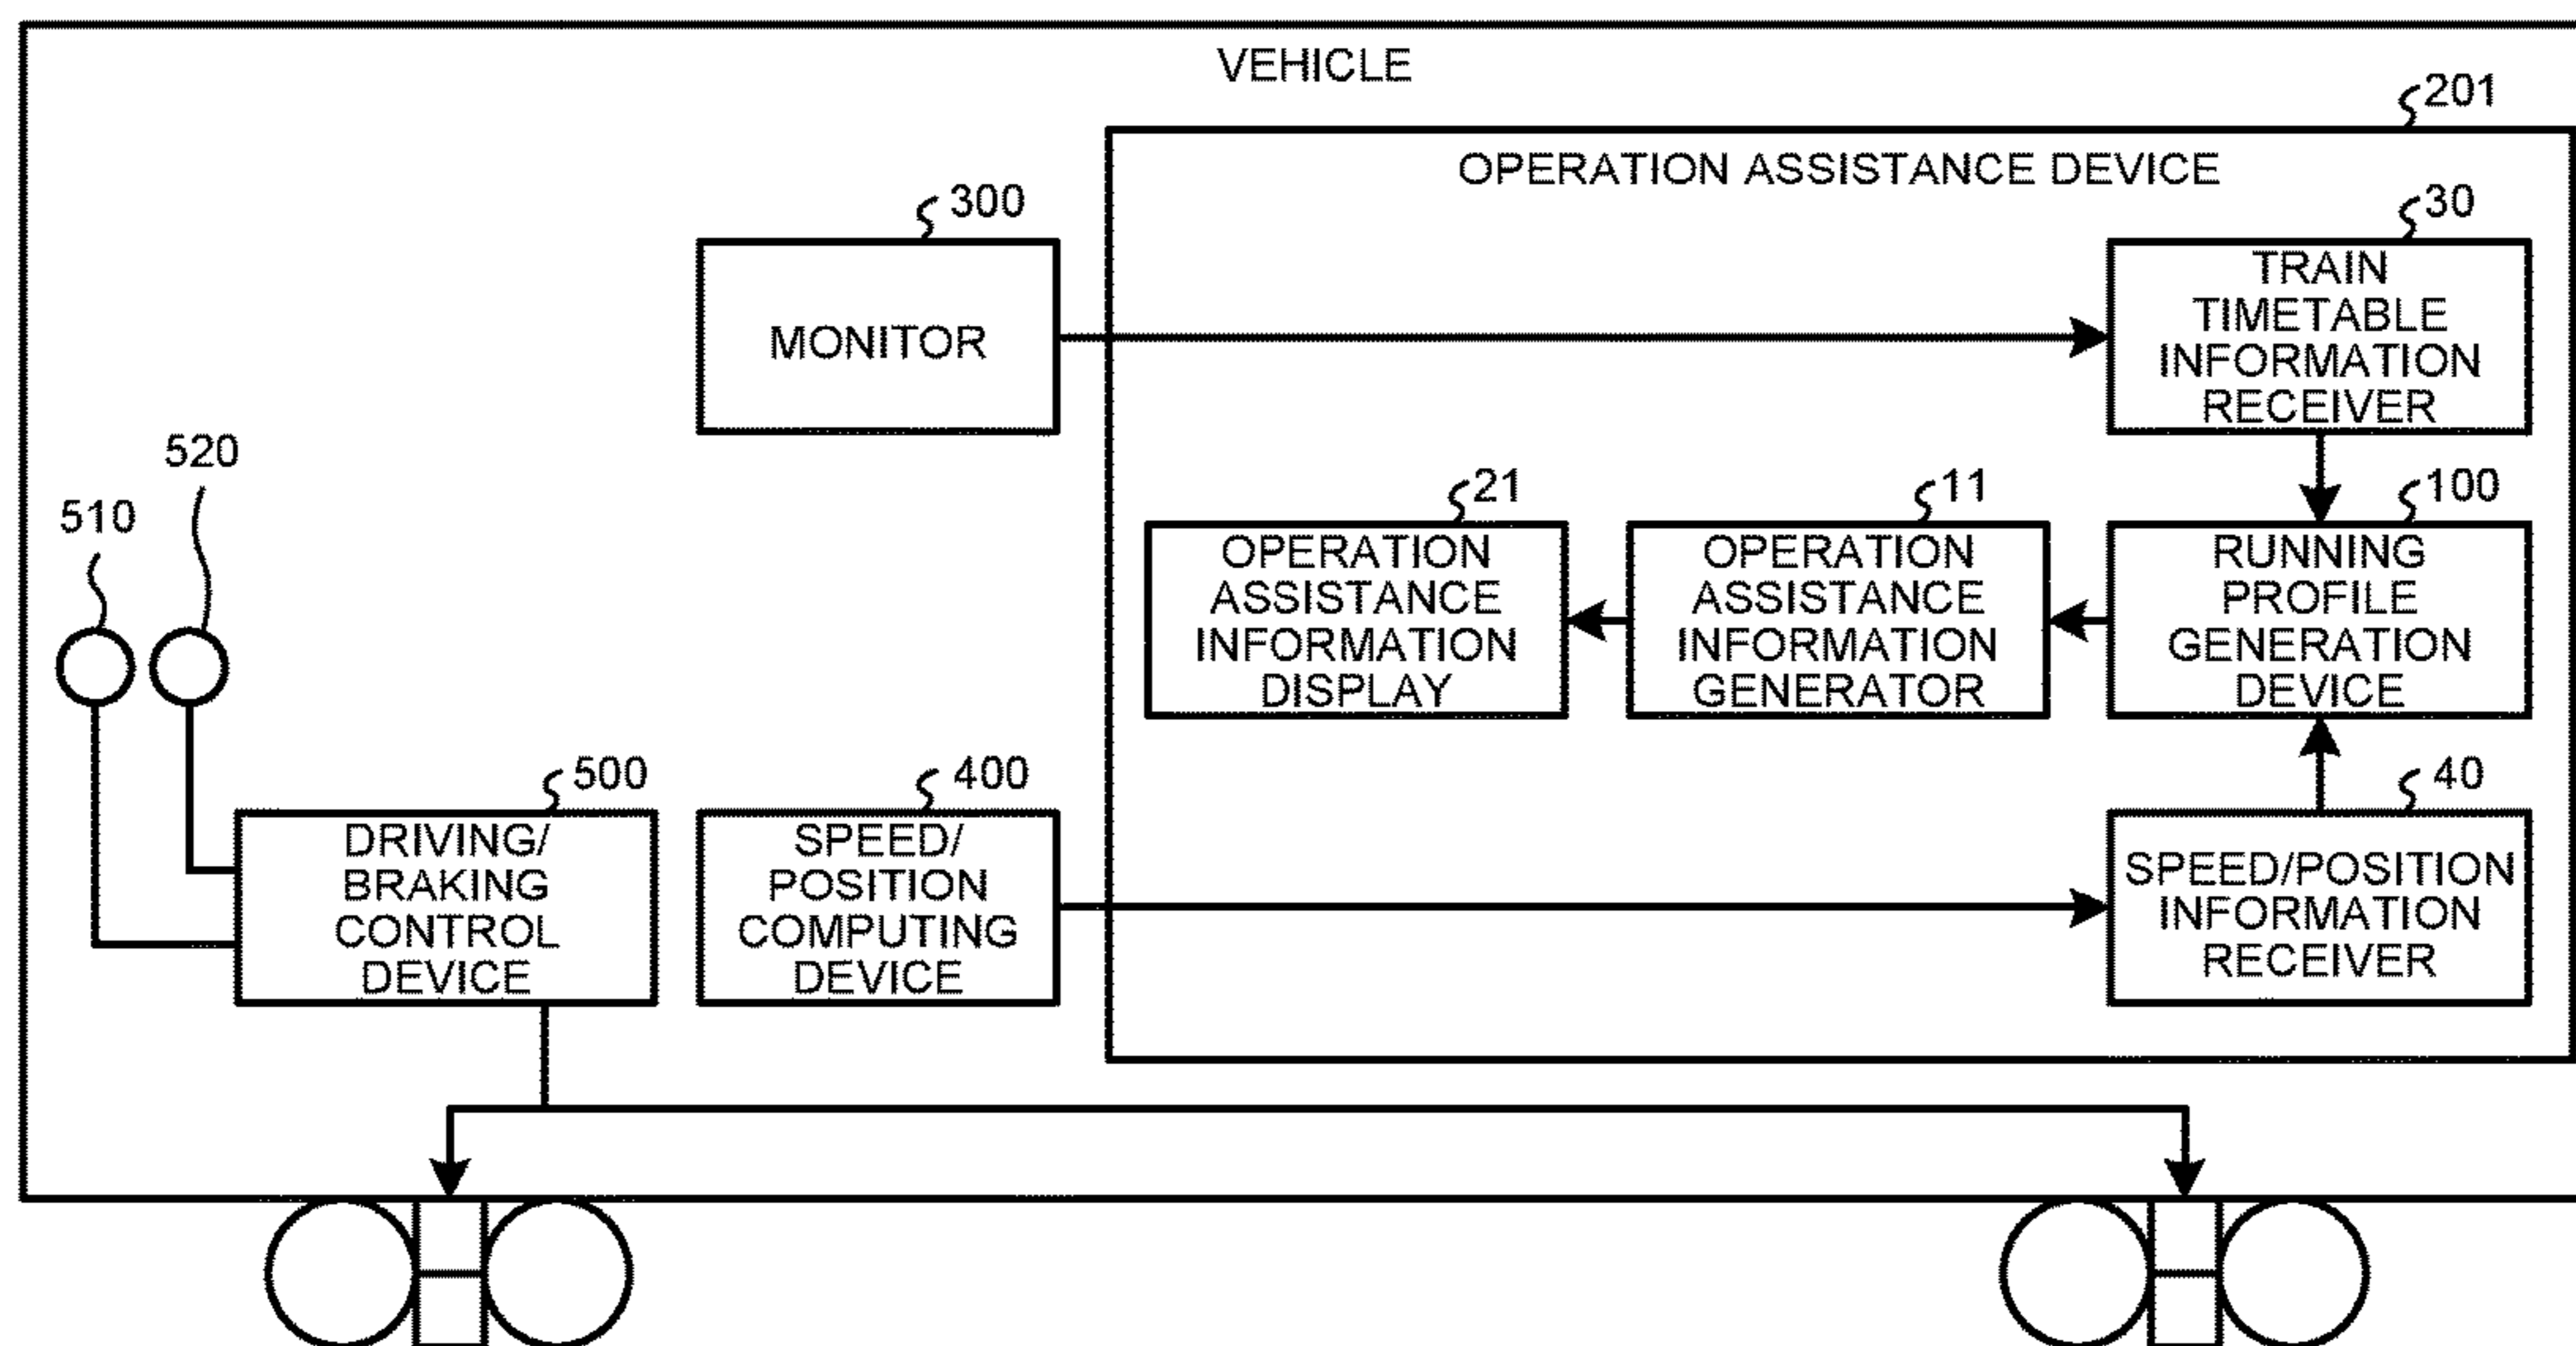 VEHICLE
201
OPERATION ASSISTANCE DEVICE
300
MONITOR
30
TRAIN
TIMETABLE
INFORMATION
RECEIVER
520
510
21
OPERATION
ASSISTANCE
INFORMATION
DISPLAY
11
OPERATION
ASSISTANCE
INFORMATION
GENERATOR
100
RUNNING
PROFILE
GENERATION
DEVICE
500
DRIVING/
BRAKING
CONTROL
DEVICE
400
SPEED/
POSITION
COMPUTING
DEVICE
40
SPEED/POSITION
INFORMATION
RECEIVER